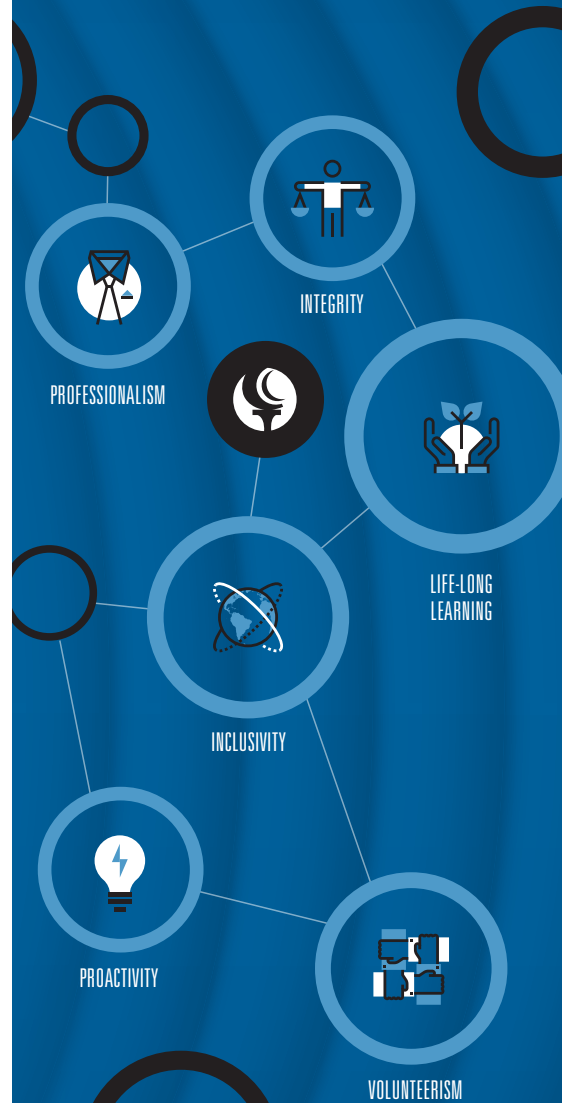 INTEGRITY
PROFESSIONALISM
LIFE-LONG
LEARNING
INCLUSIVITY
PROACTIVITY
VOLUNTEERISM